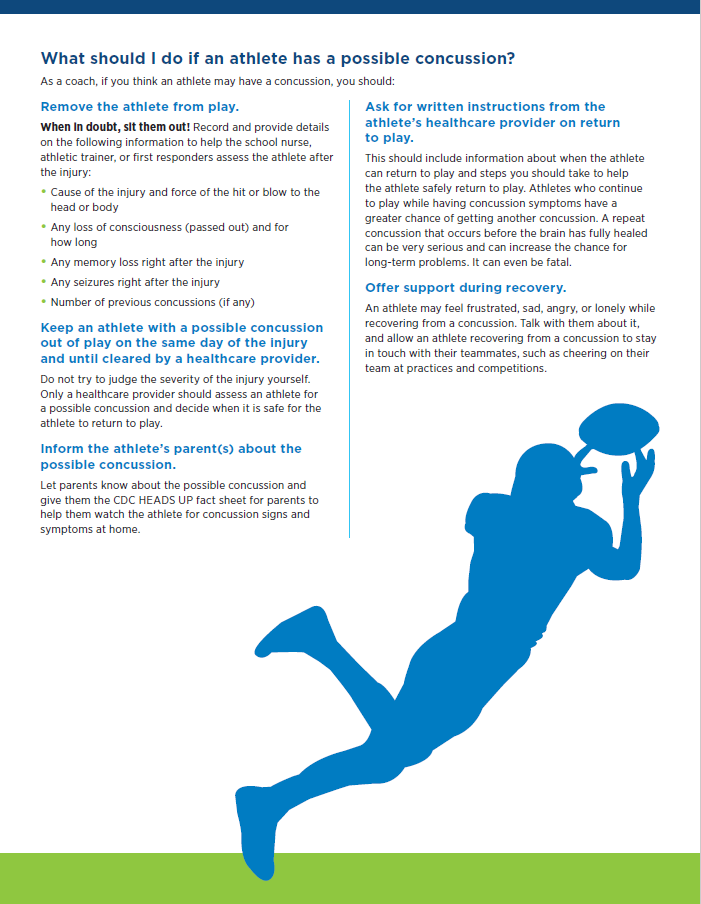 What should I do if an athlete has a possible concussion?
As a coach, if you think an athlete may have a concussion, you should:
Remove the athlete from play.
When in doubt, sit them out! Record and provide details
on the following information to help the school nurse,
athletic trainer, or first responders assess the athlete after
the injury:
• Cause of the injury and force of the hit or blow to the
head or body
• Any loss of consciousness (passed out) and for
how long
• Any memory loss right after the injury
• Any seizures right after the injury
• Number of previous concussions (if any)
Keep an athlete with a possible concussion
out of play on the same day of the injury
and until cleared by a healthcare provider.
Do not try to judge the severity of the injury yourself.
Only a healthcare provider should assess an athlete for
a possible concussion and decide when it is safe for the
athlete to return to play.
Inform the athlete's parent(s) about the
possible concussion.
Let parents know about the possible concussion and
give them the CDC HEADS UP fact sheet for parents to
help them watch the athlete for concussion signs and
symptoms at home.
Ask for written instructions from the
athlete's healthcare provider on return
to play.
This should include information about when the athlete
can return to play and steps you should take to help
the athlete safely return to play. Athletes who continue
to play while having concussion symptoms have a
greater chance of getting another concussion. A repeat
concussion that occurs before the brain has fully healed
can be very serious and can increase the chance for
long-term problems. It can even be fatal.
Offer support during recovery.
An athlete may feel frustrated, sad, angry, or lonely while
recovering from a concussion. Talk with them about it,
and allow an athlete recovering from a concussion to stay
in touch with their teammates, such as cheering on their
team at practices and competitions.